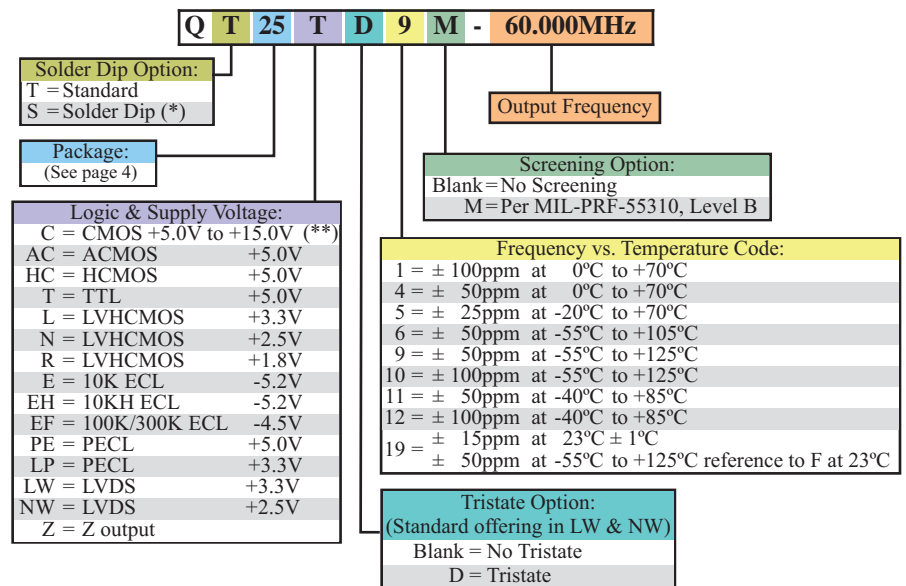 Q T 25 T D 9 M - 60.000MHz
Solder Dip Option:
T = Standard
S = Solder Dip (*)
Output Frequency
Package:
(See page 4)
Screening Option:
Blank = No Screening
M = Per MIL-PRF-55310, Level B
Logic & Supply Voltage:
C = CMOS +5.0V to +15.0V (**)
AC = ACMOS +5.0V
HC = HCMOS +5.0V
T = TTL +5.0V
L = LVHCMOS +3.3V
N = LVHCMOS +2.5V
R = LVHCMOS +1.8V
E = 10K ECL -5.2V
EH = 10KH ECL -5.2V
EF = 100K/300K ECL -4.5V
PE = PECL +5.0V
LP = PECL +3.3V
LW = LVDS +3.3V
NW = LVDS +2.5V
Z = Z output
Frequency vs. Temperature Code:
1 = ± 100ppm at 0ºC to +70ºC
4 = ± 50ppm at 0ºC to +70ºC
5 = ± 25ppm at -20ºC to +70ºC
6 = ± 50ppm at -55ºC to +105ºC
9 = ± 50ppm at -55ºC to +125ºC
10 = ± 100ppm at -55ºC to +125ºC
11 = ± 50ppm at -40ºC to +85ºC
12 = ± 100ppm at -40ºC to +85ºC
19 = ± 15ppm at 23ºC ± 1ºC
± 50ppm at -55ºC to +125ºC reference to F at 23ºC
Tristate Option:
(Standard offering in LW & NW)
Blank = No Tristate
D = Tristate